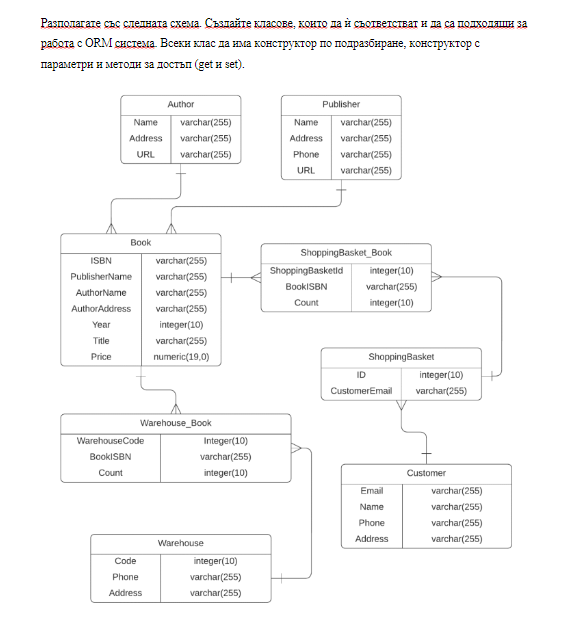 Разполагате със следната схема. Създайте класове, които да ѝ съответстват и да са подходящи за
работа с ORM система. Всеки клас да има конструктор по подразбиране, конструктор с
параметри и методи за достъп (get и set).
Author
Name varchar(255)
Address varchar(255)
URL varchar(255)
Publisher
Name varchar(255)
Address varchar(255)
Phone varchar(255)
URL varchar(255)
Book
ISBN varchar(255)
PublisherName varchar(255)
AuthorName varchar(255)
AuthorAddress varchar(255)
Year integer(10)
Title varchar(255)
Price numeric(19,0)
ShoppingBasket_Book
ShoppingBasketId integer(10)
BookISBN varchar(255)
Count integer(10)
ShoppingBasket
ID integer(10)
CustomerEmail varchar(255)
Warehouse_Book
WarehouseCode Integer(10)
BookISBN varchar(255)
Count integer(10)
Customer
Email varchar(255)
Name varchar(255)
Phone varchar(255)
Address varchar(255)
Warehouse
Code integer(10)
Phone varchar(255)
Address varchar(255)